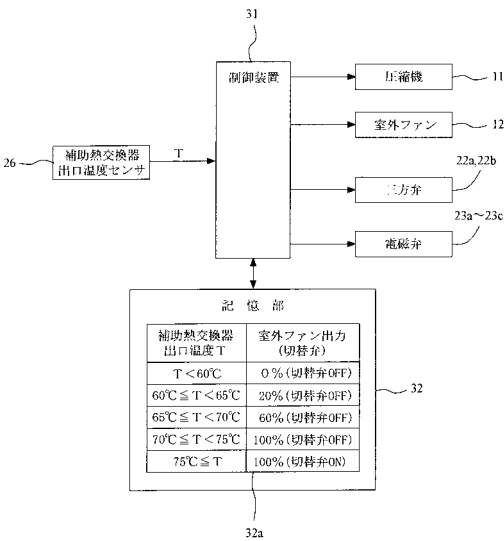 31
制御装置
圧縮機
11
室外ファン
12
補助熱交換器
出口温度センサ
26
T
22a,22b
三方弁
23a～23c
電磁弁
記憶部
補助熱交換器
出口温度T
室外ファン出力
(切替弁)
T＜60℃
0%(切替弁OFF)
60℃≦T＜65℃
20%(切替弁OFF)
65℃≦T＜70℃
60%(切替弁OFF)
70℃≦T＜75℃
100%(切替弁OFF)
75℃≦T
100%(切替弁ON)
32
32a